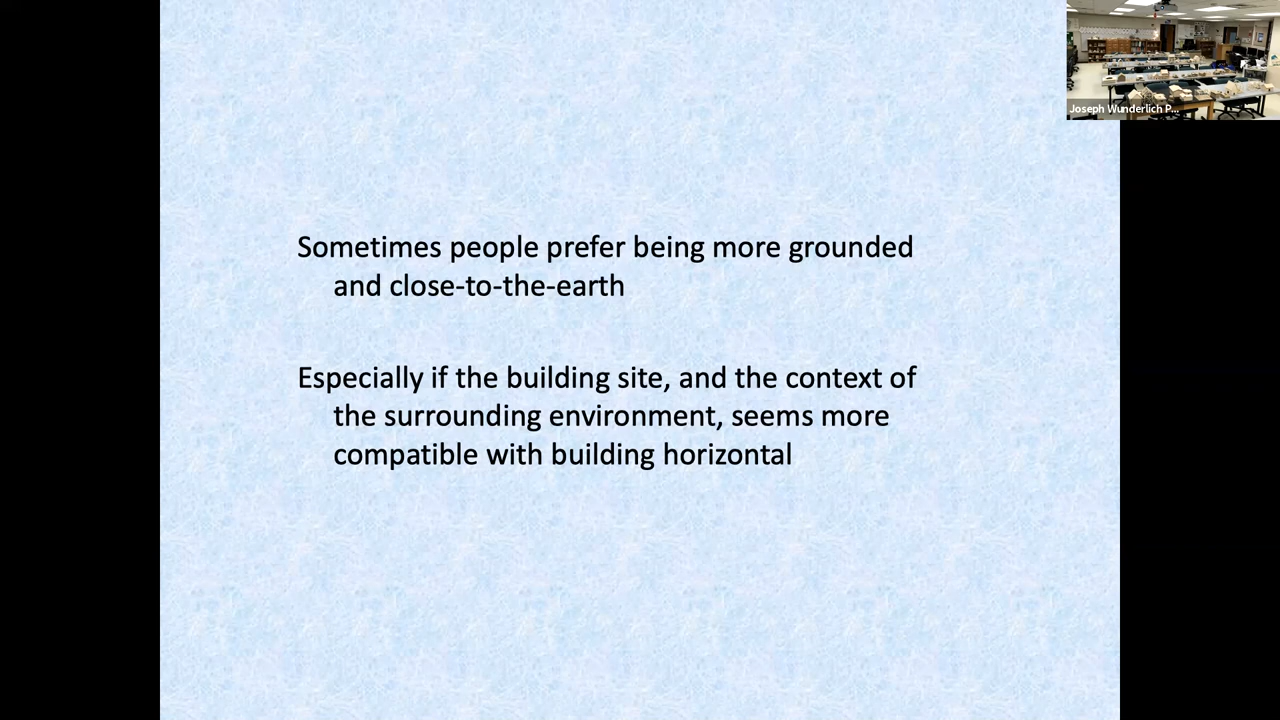 Sometimes people prefer being more grounded
and close-to-the-earth
Especially if the building site, and the context of
the surrounding environment, seems more
compatible with building horizontal
Joseph Wunderlich P...